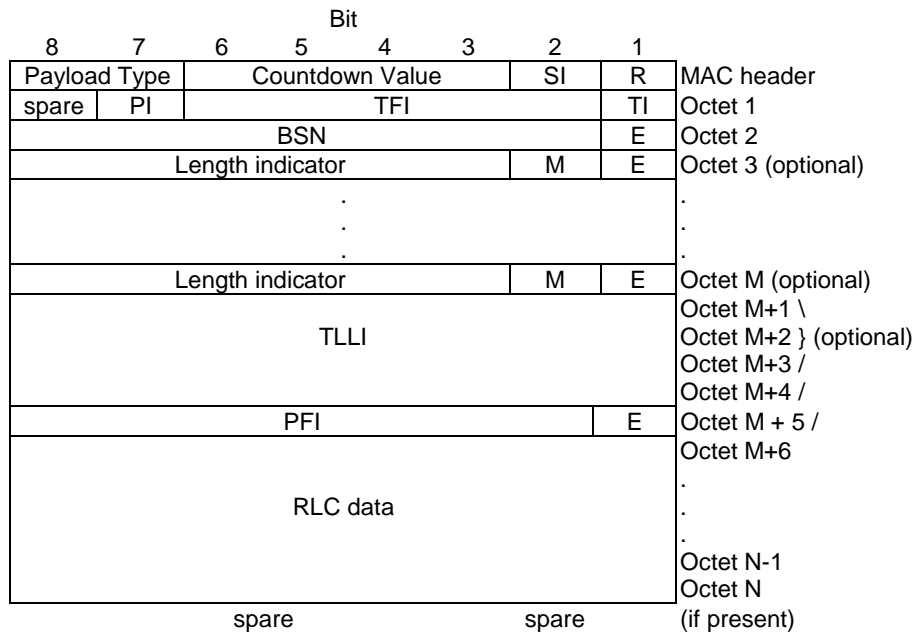 Bit
8 7 6 5 4 3 2 1
Payload Type Countdown Value SI R MAC header
spare PI TFI TI Octet 1
BSN E Octet 2
Length indicator M E Octet 3 (optional)
. .
. .
. .
Length indicator M E Octet M (optional)
Octet M+1 \
TLLI Octet M+2 } (optional)
Octet M+3 /
Octet M+4 /
PFI E Octet M + 5 /
Octet M+6
.
RLC data .
.
Octet N-1
Octet N
spare spare (if present)